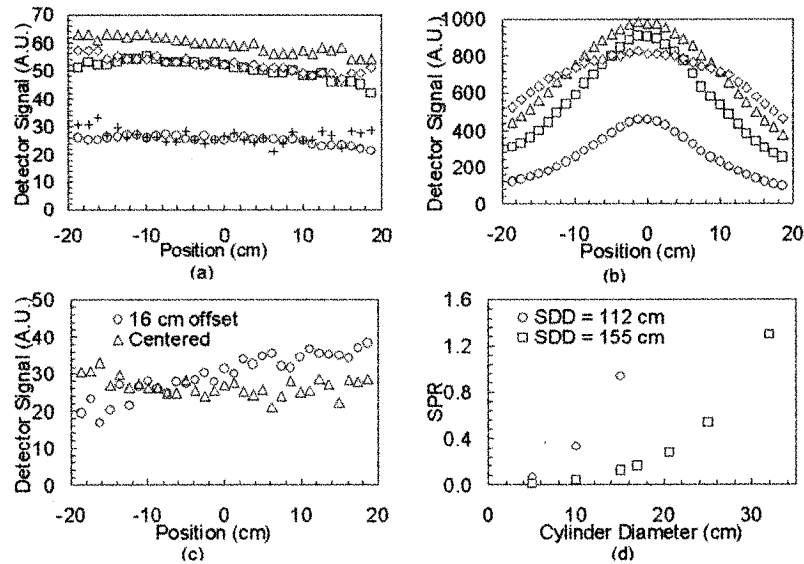 (a)
70
60
50
40
30
20
10
0
Detector Signal (A.U.)
-20 -10 0 10 20
Position (cm)
(b)
1000
800
600
400
200
0
Detector Signal (A.U.)
-20 -10 0 10 20
Position (cm)
(a)
(b)
50
40
30
20
10
0
Detector Signal (A.U.)
16 cm offset
Centered
-20 -10 0 10 20
Position (cm)
(c)
1.6
1.2
0.8
0.4
0.0
SPR
SDD = 112 cm
SDD = 155 cm
0 10 20 30 40
Cylinder Diameter (cm)
(d)